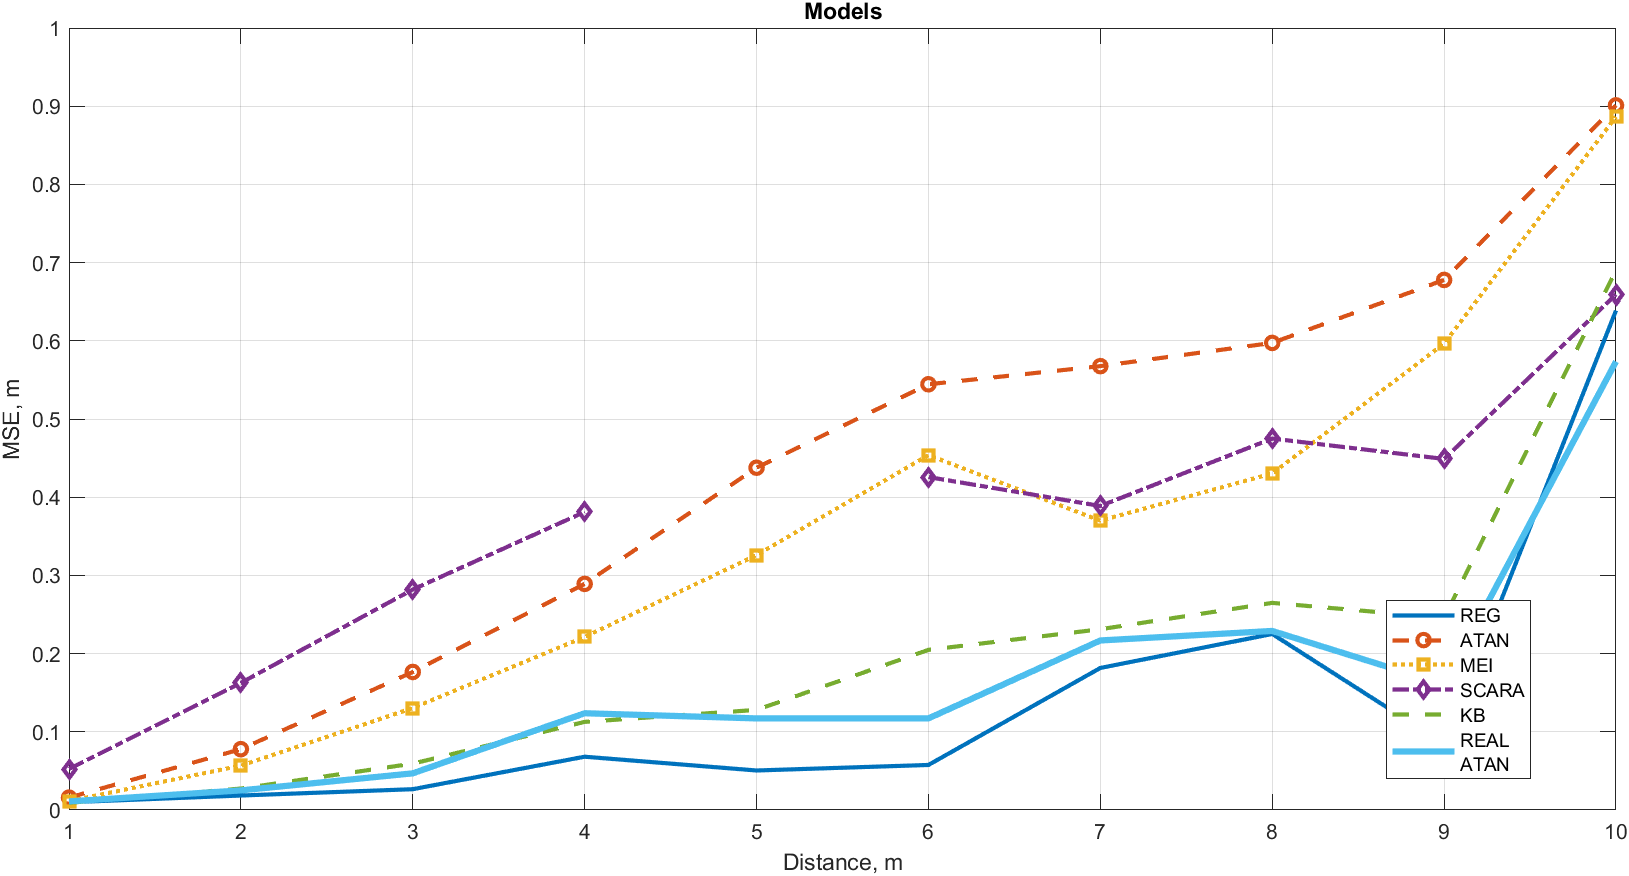 Models
MSE, m
1
0.9
0.8
0.7
0.6
0.5
0.4
0.3
0.2
0.1
0
1 2 3 4 5 6 7 8 9 10
Distance, m
REG
ATAN
MEI
SCARA
KB
REAL
ATAN